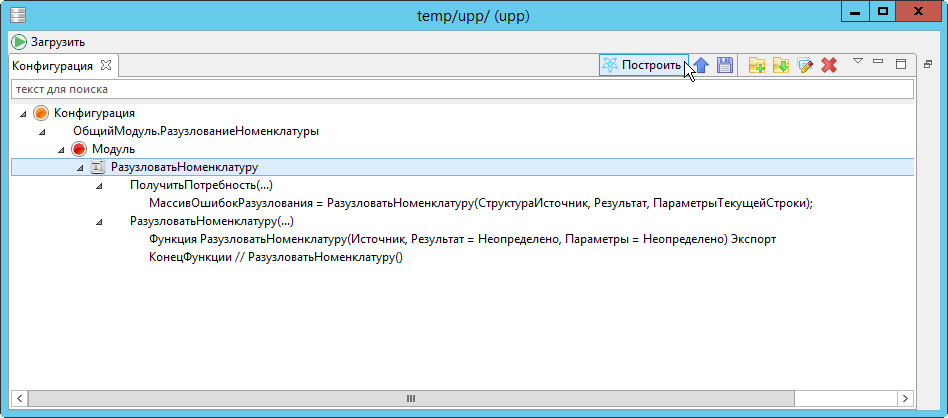 temp/upp/ (upp)
Загрузить
Конфигурация
Построить
текст для поиска
Конфигурация
ОбщийМодуль.РазузлованиеНоменклатуры
Модуль
РазузловатьНоменклатуру
ПолучитьПотребность(...)
МассивОшибокРазузлования = РазузловатьНоменклатуру(СтруктураИсточник, Результат, ПараметрыТекущейСтроки);
РазузловатьНоменклатуру(...)
Функция РазузловатьНоменклатуру(Источник, Результат = Неопределено, Параметры = Неопределено) Экспорт
КонецФункции // РазузловатьНоменклатуру()